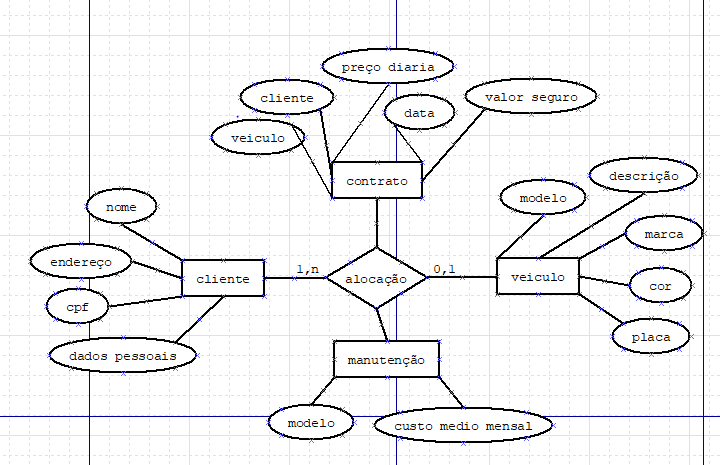 preço diaria
cliente
data
valor seguro
veiculo
contrato
descrição
modelo
nome
marca
endereço
1,n
0,1
cliente
alocação
veiculo
cor
cpf
placa
dados pessoais
manutenção
modelo
custo medio mensal